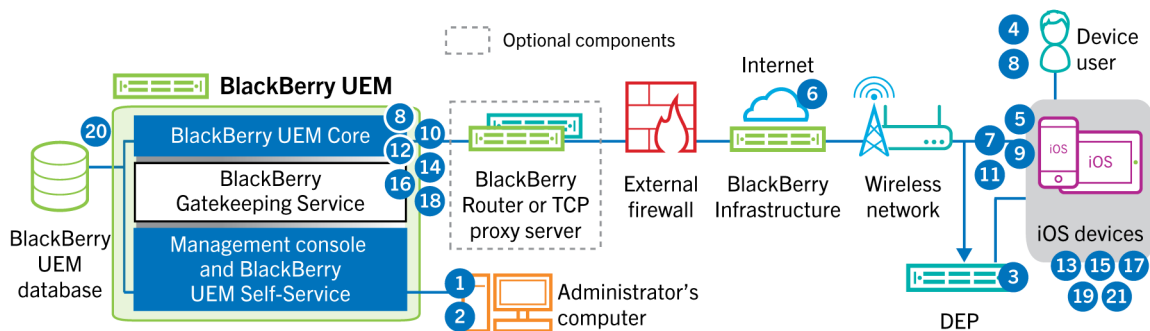 Optional components
BlackBerry UEM
Internet
6
4
8
Device
user
20
BlackBerry UEM Core
8
10
12
14
16
18
BlackBerry
Gatekeeping Service
Management console
and BlackBerry
UEM Self-Service
BlackBerry
UEM
database
BlackBerry
Router or TCP
proxy server
External
firewall
BlackBerry
Infrastructure
Wireless
network
5
7
9
11
iOS
iOS
iOS devices
13 15 17
19 21
1
2
Administrator's
computer
3
DEP